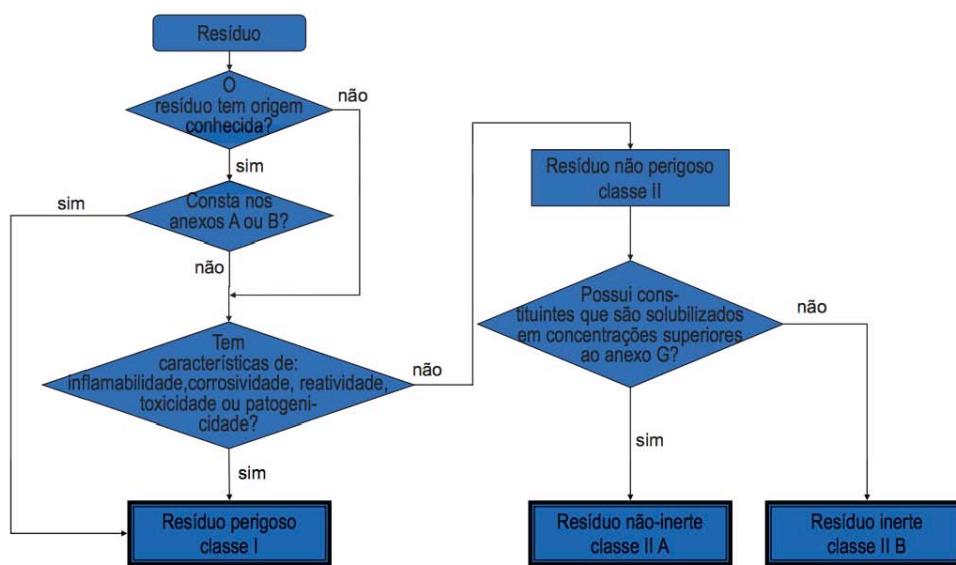 Resíduo
O
resíduo tem origem
conhecida?
não
sim
Consta nos
anexos A ou B?
sim
não
Tem
características de:
inflamabilidade,corrosividade, reatividade,
toxicidade ou patogeni-
cidade?
não
sim
Resíduo perigoso
classe I
Resíduo não perigoso
classe II
Possui cons-
tituintes que são solubilizados
em concentrações superiores
ao anexo G?
não
sim
Resíduo não-inerte
classe II A
Resíduo inerte
classe II B